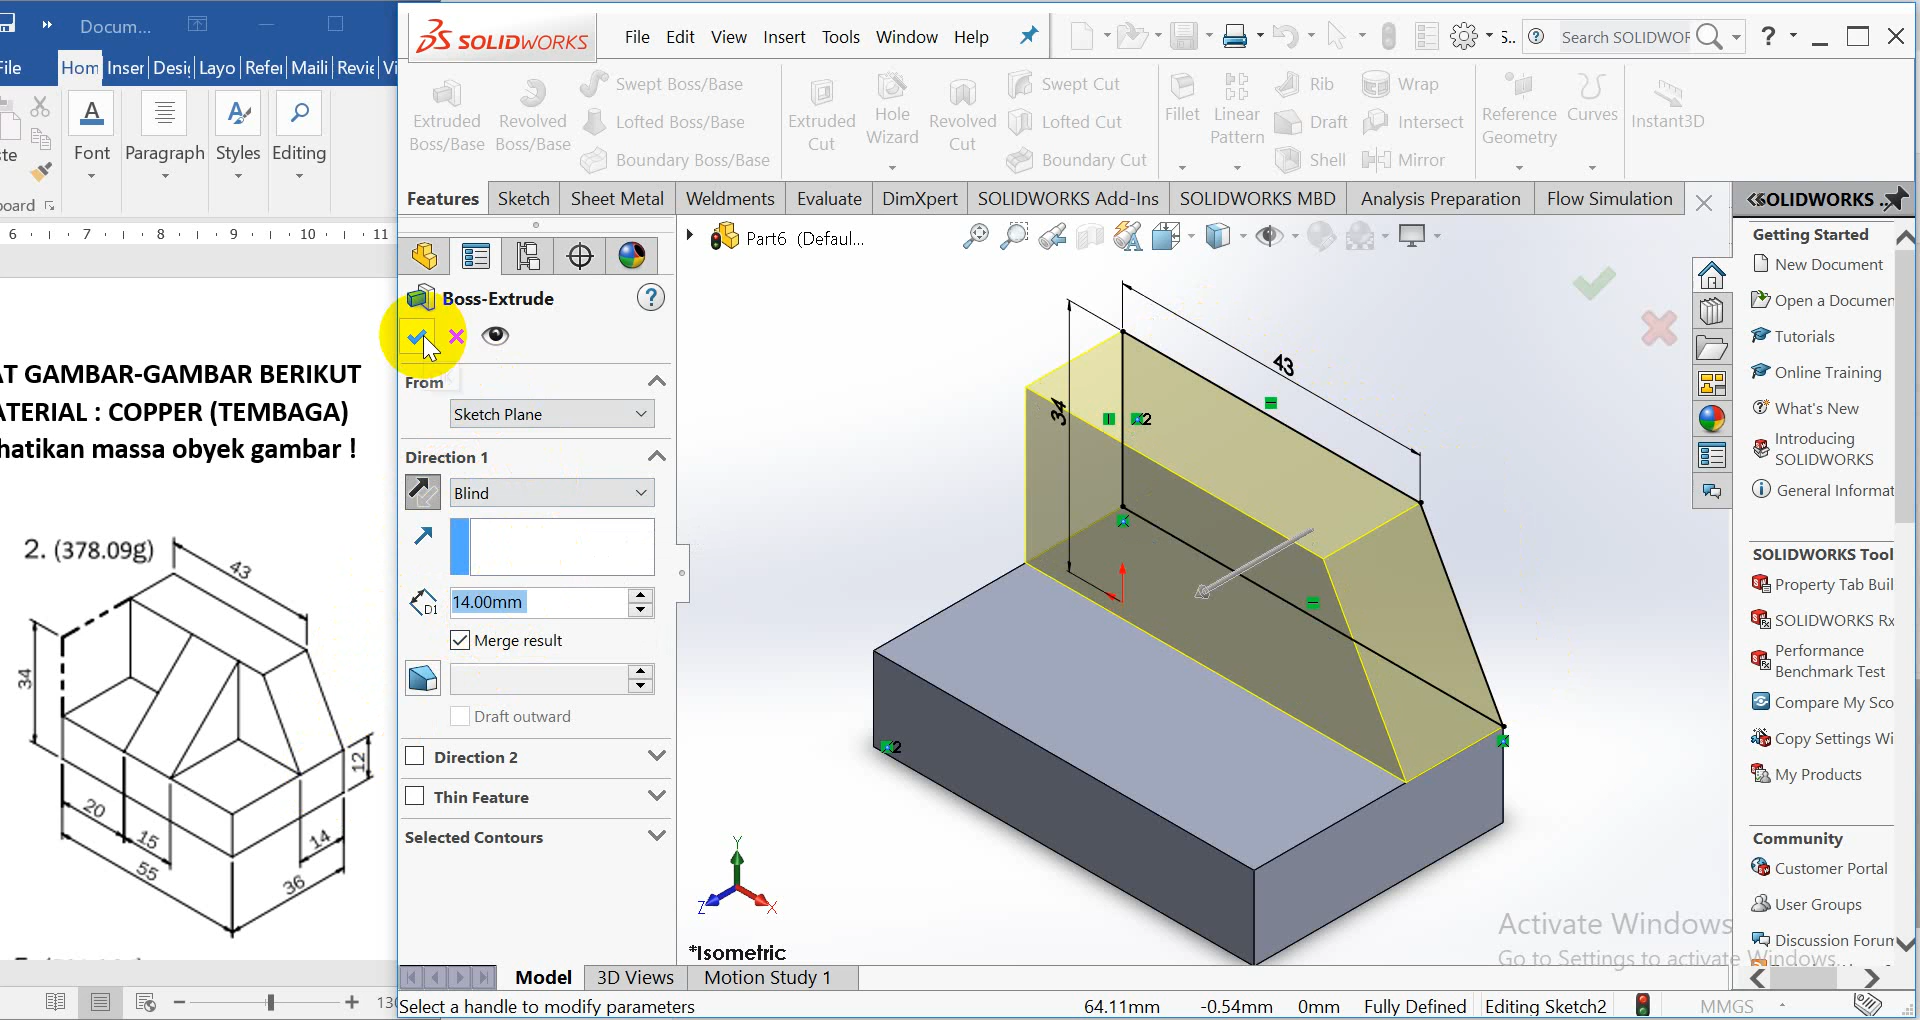 Docum...
File
Hom
Inser
Desig
Layo
Refer
Maili
Revie
Vi
Font
Paragraph
Styles
Editing
6 7 8 9 10 11
AT GAMBAR-GAMBAR BERIKUT
ATERIAL : COPPER (TEMBAGA)
hatikan massa obyek gambar !
2. (378.09g)
43
34
12
20
15
55
14
36
SOLIDWORKS
File Edit View Insert Tools Window Help
S..
Search SOLIDWOR
Extruded Boss/Base
Revolved Boss/Base
Swept Boss/Base
Lofted Boss/Base
Boundary Boss/Base
Extruded Cut
Hole Wizard
Revolved Cut
Swept Cut
Lofted Cut
Boundary Cut
Fillet
Linear Pattern
Rib
Draft
Shell
Wrap
Intersect
Mirror
Reference Geometry
Curves
Instant3D
Features
Sketch
Sheet Metal
Weldments
Evaluate
DimXpert
SOLIDWORKS Add-Ins
SOLIDWORKS MBD
Analysis Preparation
Flow Simulation
Part6 (Defaul...
Boss-Extrude
From
Sketch Plane
Direction 1
Blind
D1
14.00mm
Merge result
Draft outward
Direction 2
Thin Feature
Selected Contours
43
34
2
2
Y
Z
X
*Isometric
Activate Windows
Go to Settings to activate Windows.
SOLIDWORKS ..
Getting Started
New Document
Open a Documen
Tutorials
Online Training
What's New
Introducing
SOLIDWORKS
General Informat
SOLIDWORKS Tool
Property Tab Buil
SOLIDWORKS Rx
Performance
Benchmark Test
Compare My Sco
Copy Settings Wi
My Products
Community
Customer Portal
User Groups
Discussion Forum
Model
3D Views
Motion Study 1
Select a handle to modify parameters
64.11mm
-0.54mm
0mm
Fully Defined
Editing Sketch2
MMGS